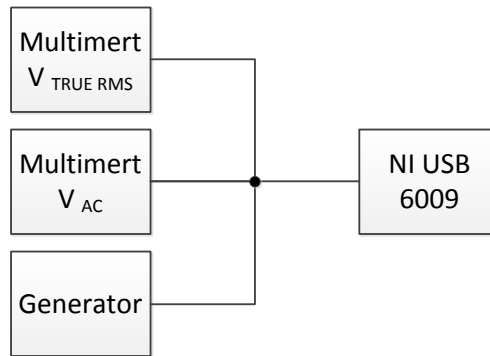 Multimert
V TRUE RMS
Multimert
V AC
Generator
NI USB
6009